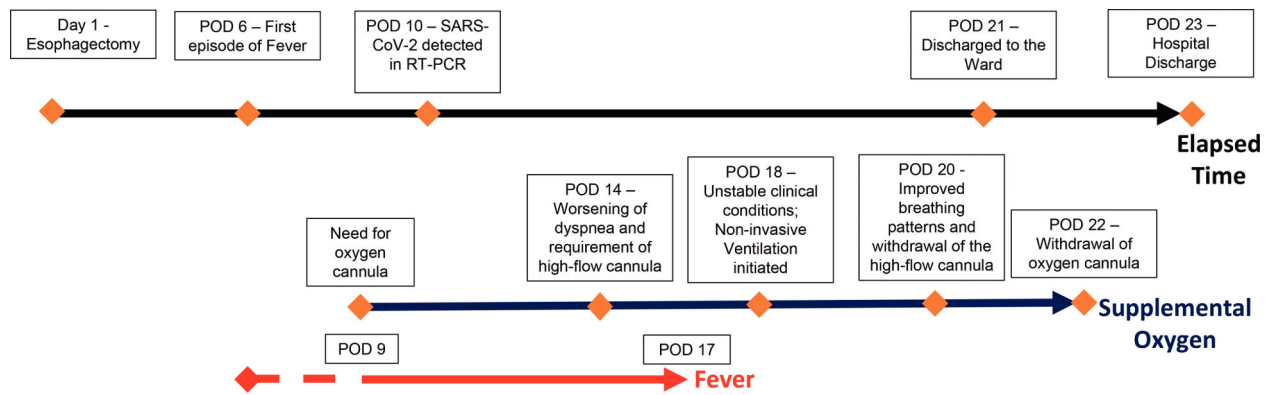 Day 1 -
Esophagectomy
POD 6 – First
episode of Fever
POD 10 – SARS-
CoV-2 detected
in RT-PCR
POD 21 –
Discharged to the
Ward
POD 23 –
Hospital
Discharge
Elapsed
Time
Need for
oxygen
cannula
POD 14 –
Worsening of
dyspnea and
requirement of
high-flow cannula
POD 18 –
Unstable clinical
conditions;
Non-invasive
Ventilation
initiated
POD 20 -
Improved
breathing
patterns and
withdrawal of the
high-flow cannula
POD 22 –
Withdrawal of
oxygen cannula
Supplemental
Oxygen
POD 9
POD 17
Fever